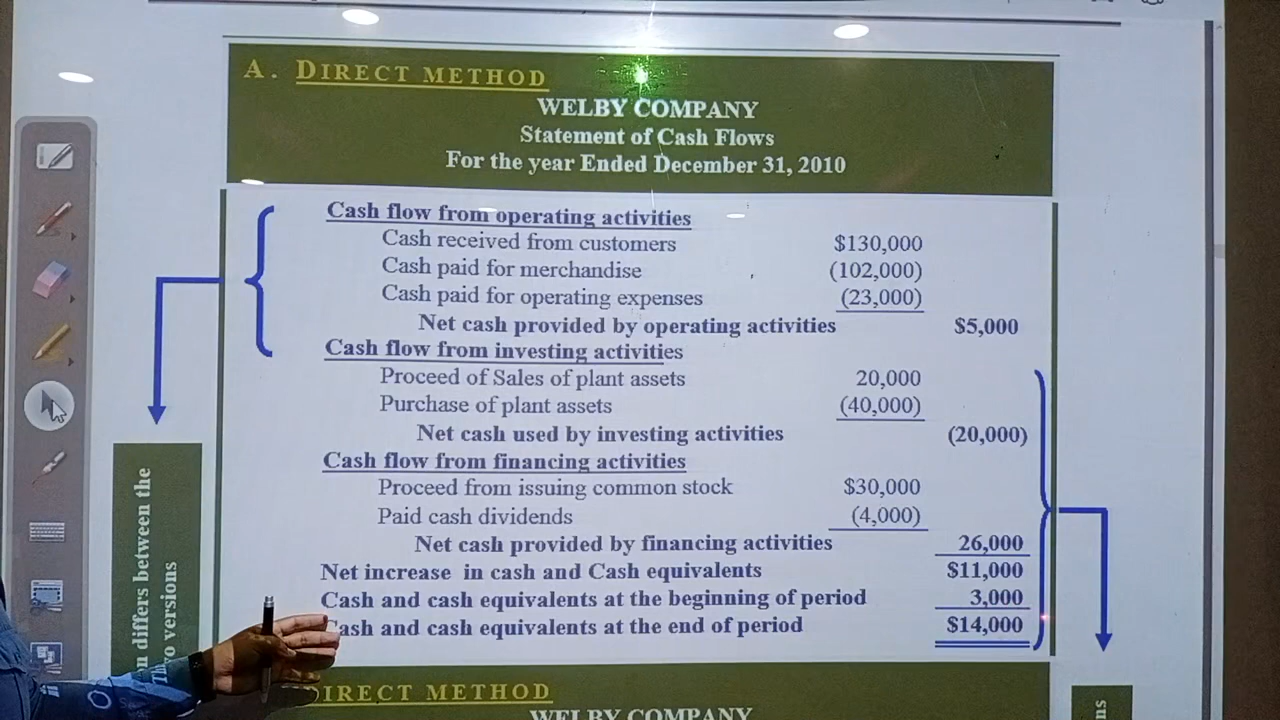 A. DIRECT METHOD
WELBY COMPANY
Statement of Cash Flows
For the year Ended December 31, 2010
Cash flow from operating activities
Cash received from customers $130,000
Cash paid for merchandise (102,000)
Cash paid for operating expenses (23,000)
Net cash provided by operating activities $5,000
Cash flow from investing activities
Proceed of Sales of plant assets 20,000
Purchase of plant assets (40,000)
Net cash used by investing activities (20,000)
Cash flow from financing activities
Proceed from issuing common stock $30,000
Paid cash dividends (4,000)
Net cash provided by financing activities 26,000
Net increase in cash and Cash equivalents $11,000
Cash and cash equivalents at the beginning of period 3,000
Cash and cash equivalents at the end of period $14,000
differs between the
versions
DIRECT METHOD
WELBY COMPANY